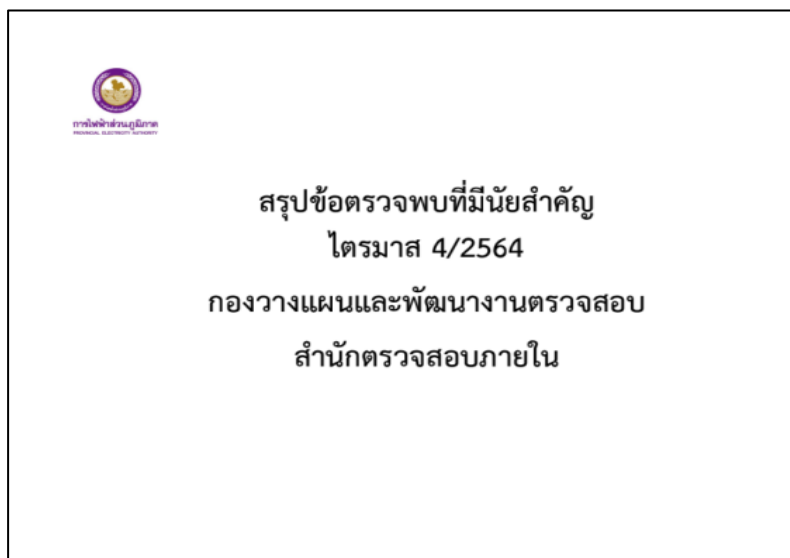 การไฟฟ้าส่วนภูมิภาค
PROVINCIAL ELECTRICITY AUTHORITY
สรุปข้อตรวจพบที่มีนัยสำคัญ
ไตรมาส 4/2564
กองวางแผนและพัฒนางานตรวจสอบ
สำนักตรวจสอบภายใน